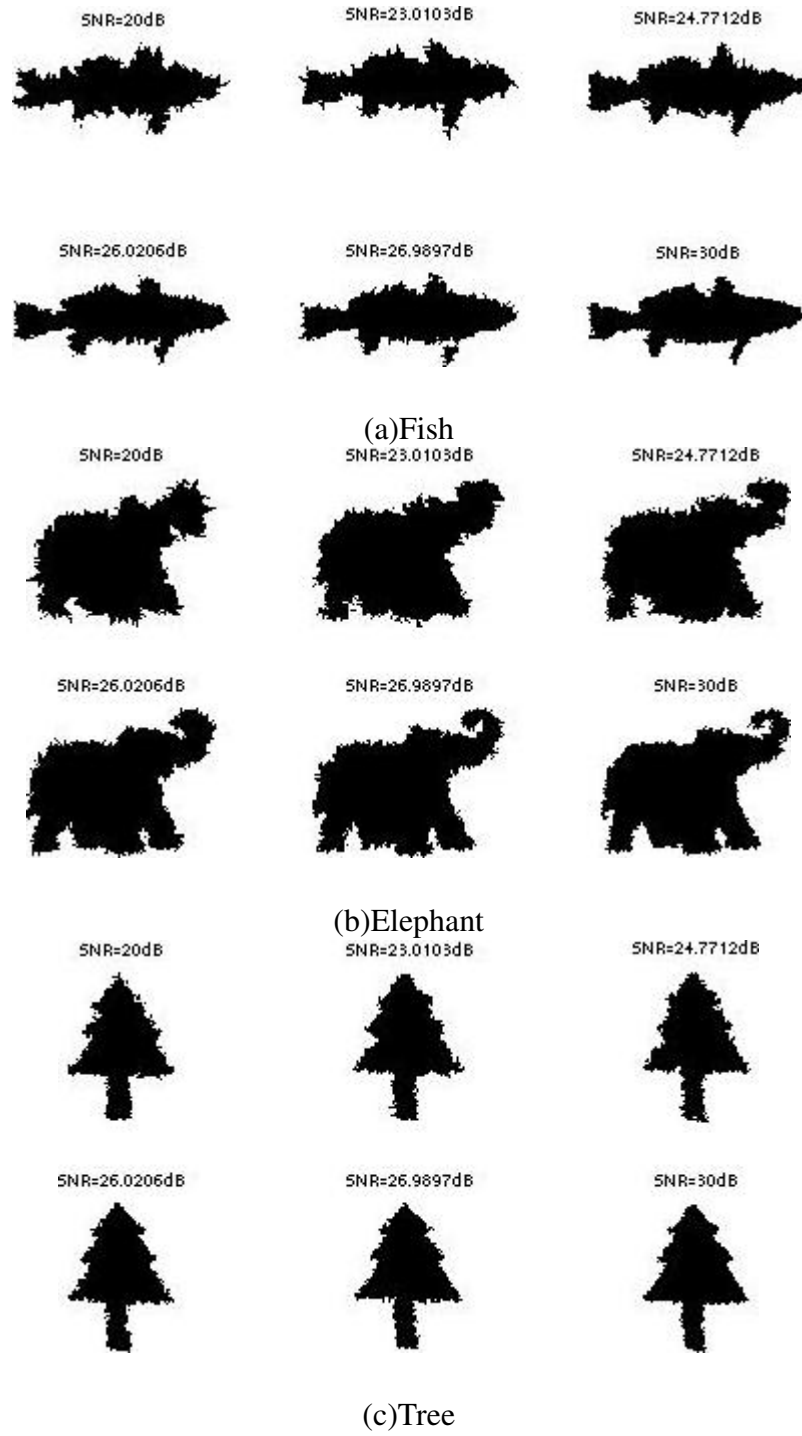 SNR=20dB SNR=23.0103dB SNR=24.7712dB
SNR=26.0206dB SNR=26.9897dB SNR=30dB
(a)Fish
SNR=20dB SNR=23.0103dB SNR=24.7712dB
SNR=26.0206dB SNR=26.9897dB SNR=30dB
(b)Elephant
SNR=20dB SNR=23.0103dB SNR=24.7712dB
SNR=26.0206dB SNR=26.9897dB SNR=30dB
(c)Tree